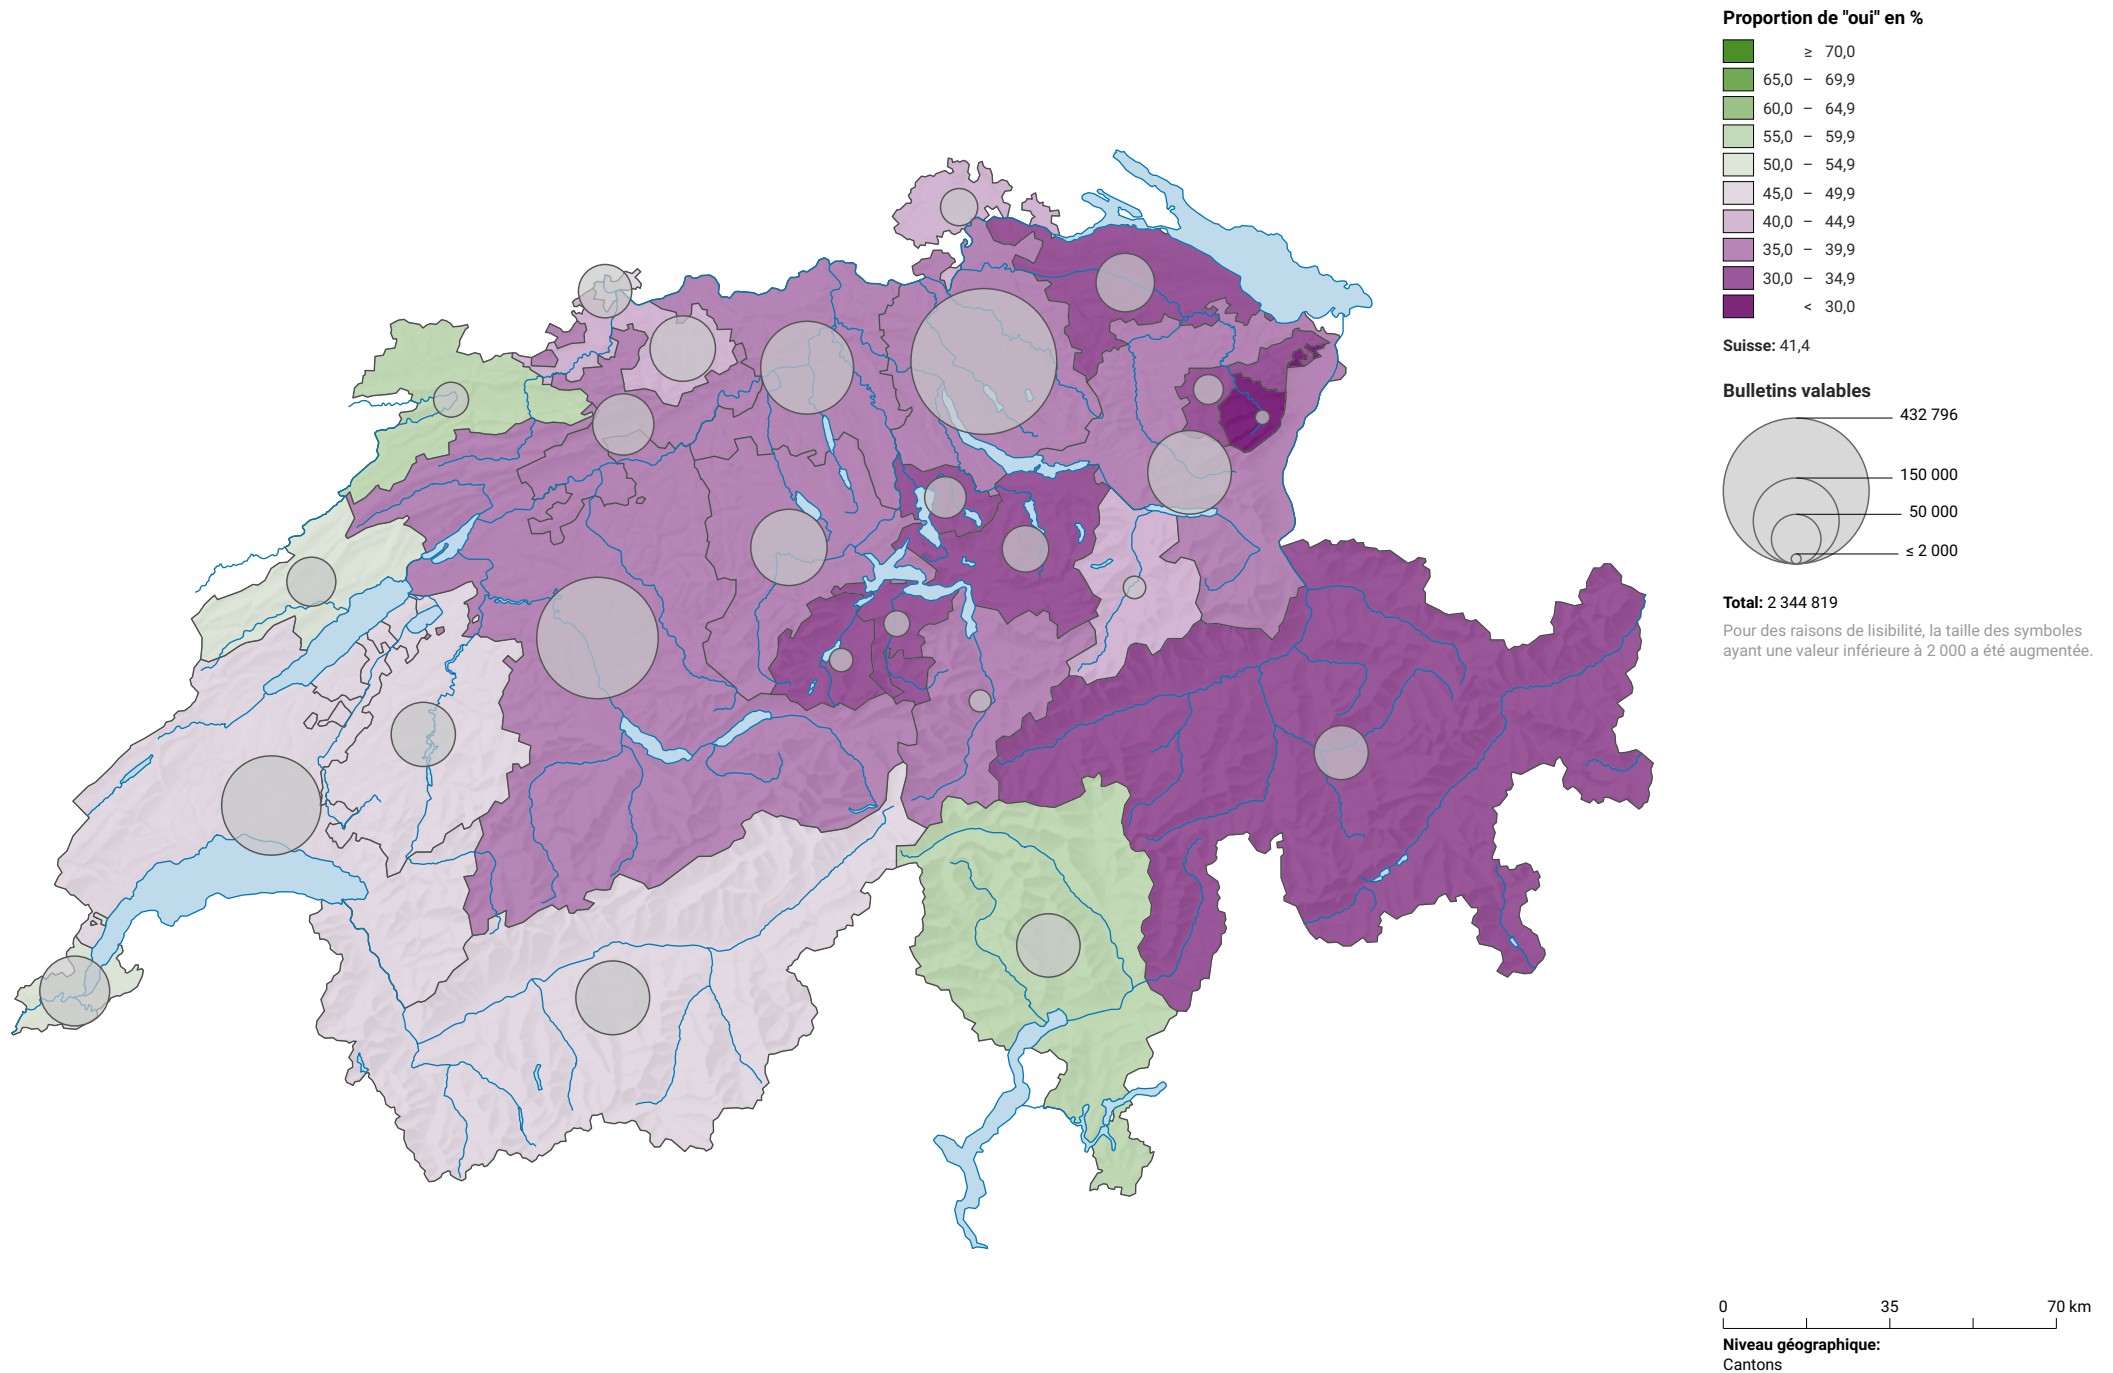 Proportion de "oui" en %
≥ 70,0
65,0 – 69,9
60,0 – 64,9
55,0 – 59,9
50,0 – 54,9
45,0 – 49,9
40,0 – 44,9
35,0 – 39,9
30,0 – 34,9
< 30,0
Suisse: 41,4
Bulletins valables
432 796
150 000
50 000
≤ 2 000
Total: 2 344 819
Pour des raisons de lisibilité, la taille des symboles
ayant une valeur inférieure à 2 000 a été augmentée.
0 35 70 km
Niveau géographique:
Cantons